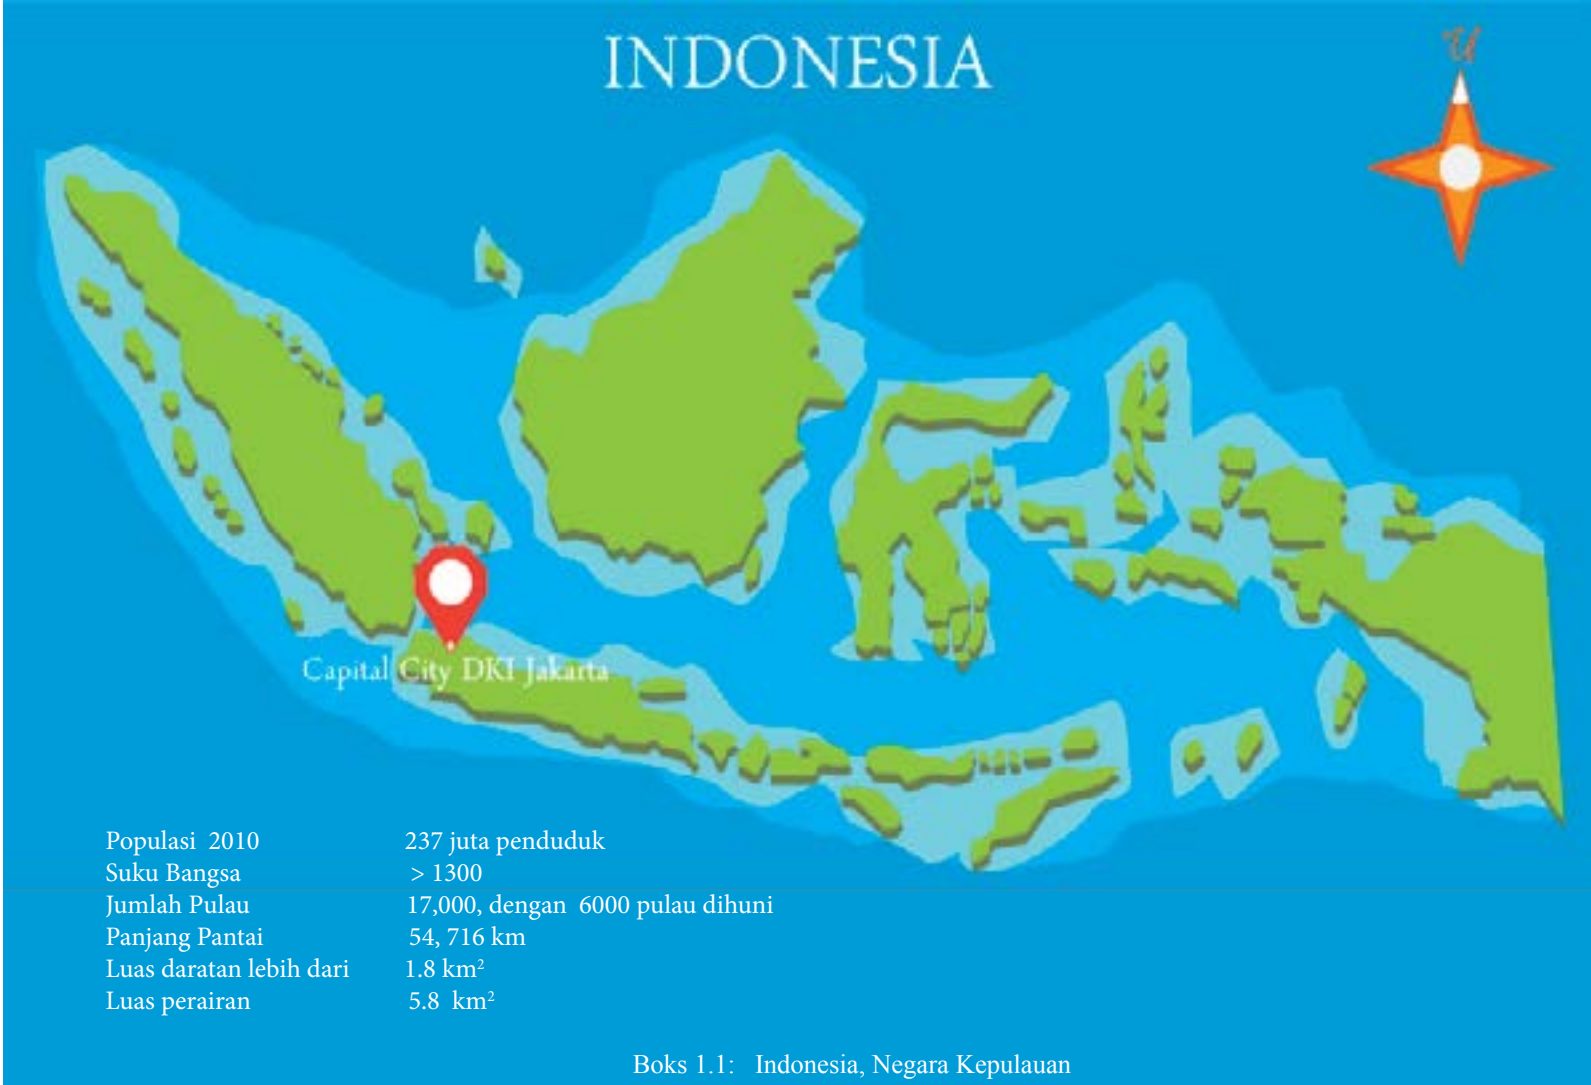 INDONESIA
U
Capital City DKI Jakarta
Populasi 2010 237 juta penduduk
Suku Bangsa > 1300
Jumlah Pulau 17,000, dengan 6000 pulau dihuni
Panjang Pantai 54, 716 km
Luas daratan lebih dari 1.8 km²
Luas perairan 5.8 km²
Boks 1.1: Indonesia, Negara Kepulauan